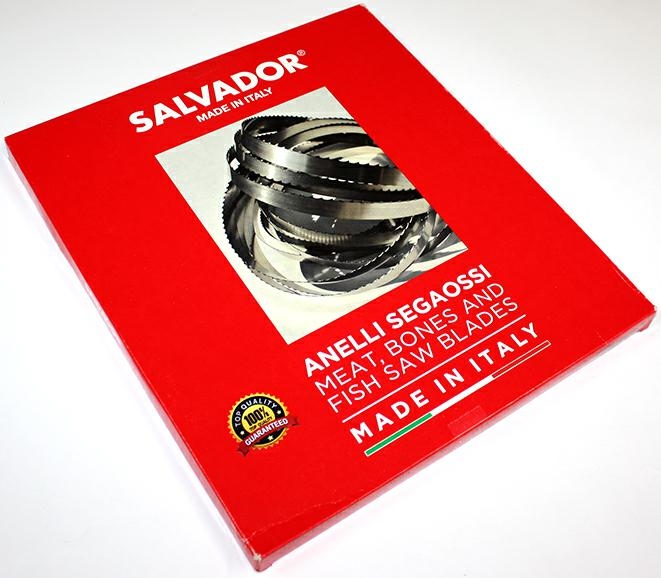 SALVADOR®
MADE IN ITALY
ANELLI SEGAOSSI
MEAT, BONES AND
FISH SAW BLADES
MADE IN ITALY
TOP QUALITY
100%
GUARANTEED